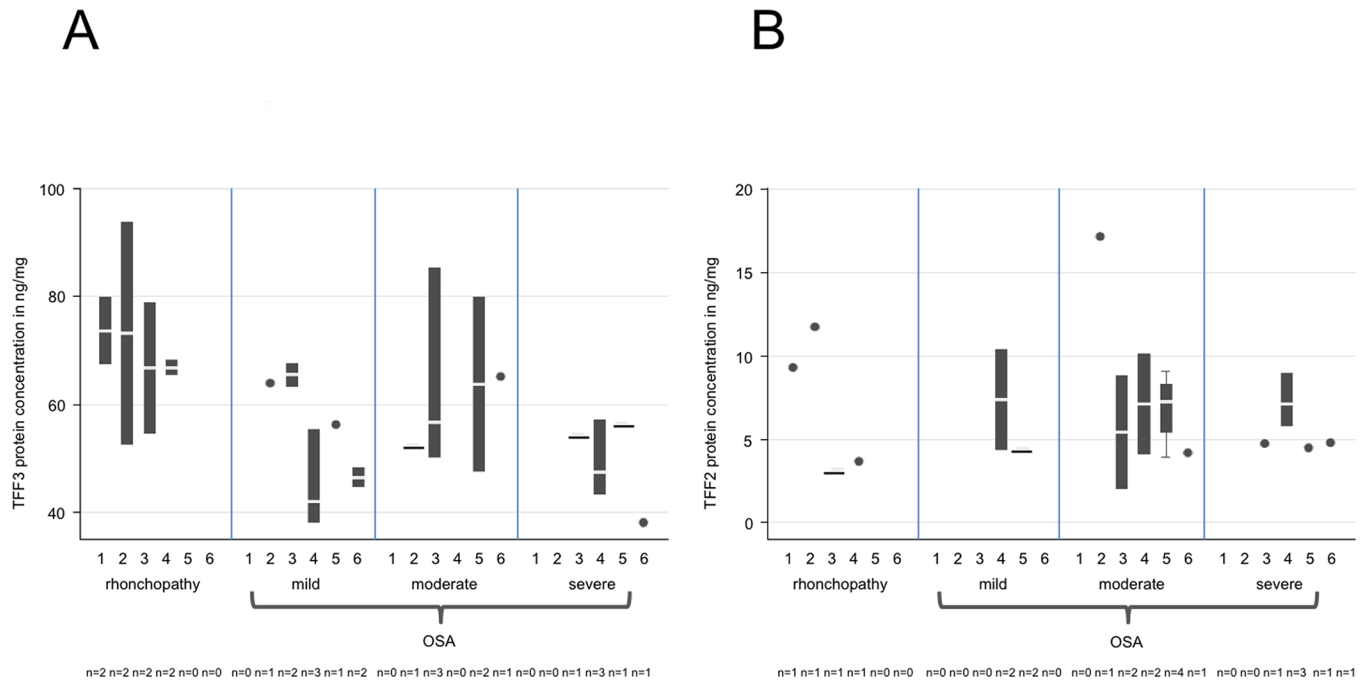 A
B
TFF3 protein concentration in ng/mg
100
80
60
40
1 2 3 4 5 6 1 2 3 4 5 6 1 2 3 4 5 6 1 2 3 4 5 6
rhonchopathy mild moderate severe
OSA
n=2 n=2 n=2 n=2 n=0 n=0 n=0 n=1 n=2 n=3 n=1 n=2 n=0 n=1 n=3 n=0 n=2 n=1 n=0 n=0 n=1 n=3 n=1 n=1
TFF2 protein concentration in ng/mg
20
15
10
5
0
1 2 3 4 5 6 1 2 3 4 5 6 1 2 3 4 5 6 1 2 3 4 5 6
rhonchopathy mild moderate severe
OSA
n=1 n=1 n=1 n=1 n=0 n=0 n=0 n=0 n=0 n=2 n=2 n=0 n=0 n=1 n=2 n=2 n=4 n=1 n=0 n=0 n=1 n=3 n=1 n=1